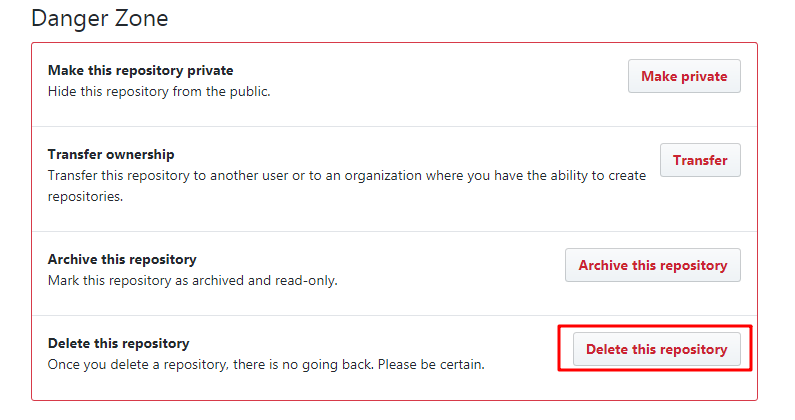 Danger Zone
Make this repository private
Hide this repository from the public.
Make private
Transfer ownership
Transfer this repository to another user or to an organization where you have the ability to create
repositories.
Transfer
Archive this repository
Mark this repository as archived and read-only.
Archive this repository
Delete this repository
Once you delete a repository, there is no going back. Please be certain.
Delete this repository